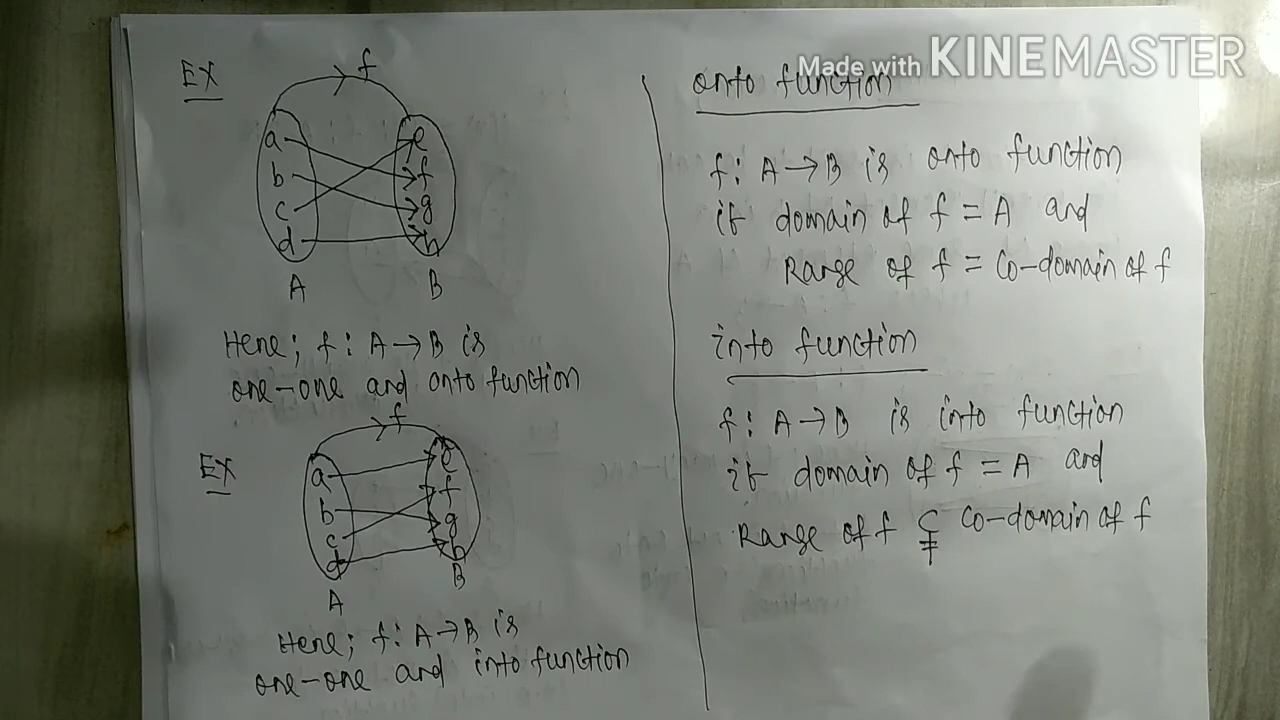 EX
f
a
b
c
d
A
e
f
g
h
B
Here; f: A→B is
one-one and onto function
EX
f
a
b
c
d
A
e
f
g
h
B
Here; f: A→B is
one-one and into function
Made with KINEMASTER
onto function
f: A→B is onto function
if domain of f = A and
Range of f = Co-domain of f
into function
f: A→B is into function
if domain of f = A and
Range of f ⊊ Co-domain of f